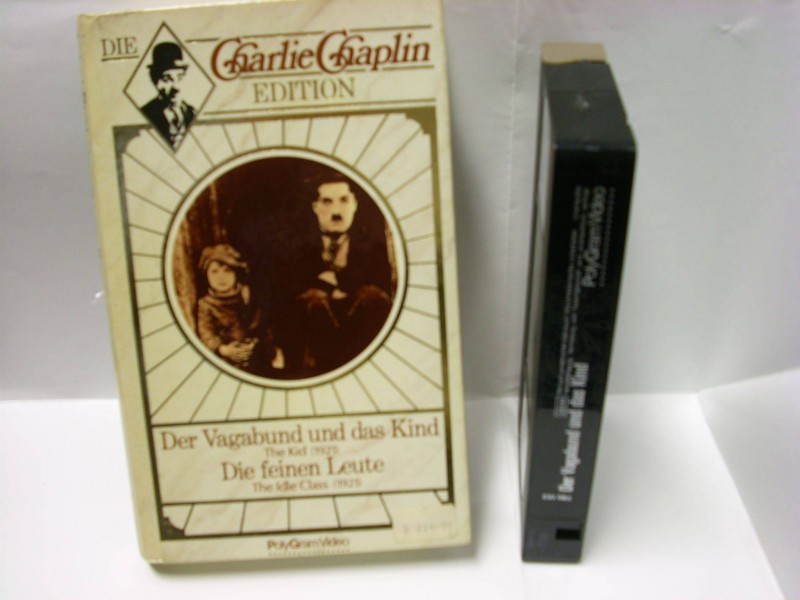 DIE
Charlie Chaplin
EDITION
Der Vagabund und das Kind
The Kid (1921)
Die feinen Leute
The Idle Class (1921)
PolyGram Video
PolyGram Video
Der Vagabund und das Kind